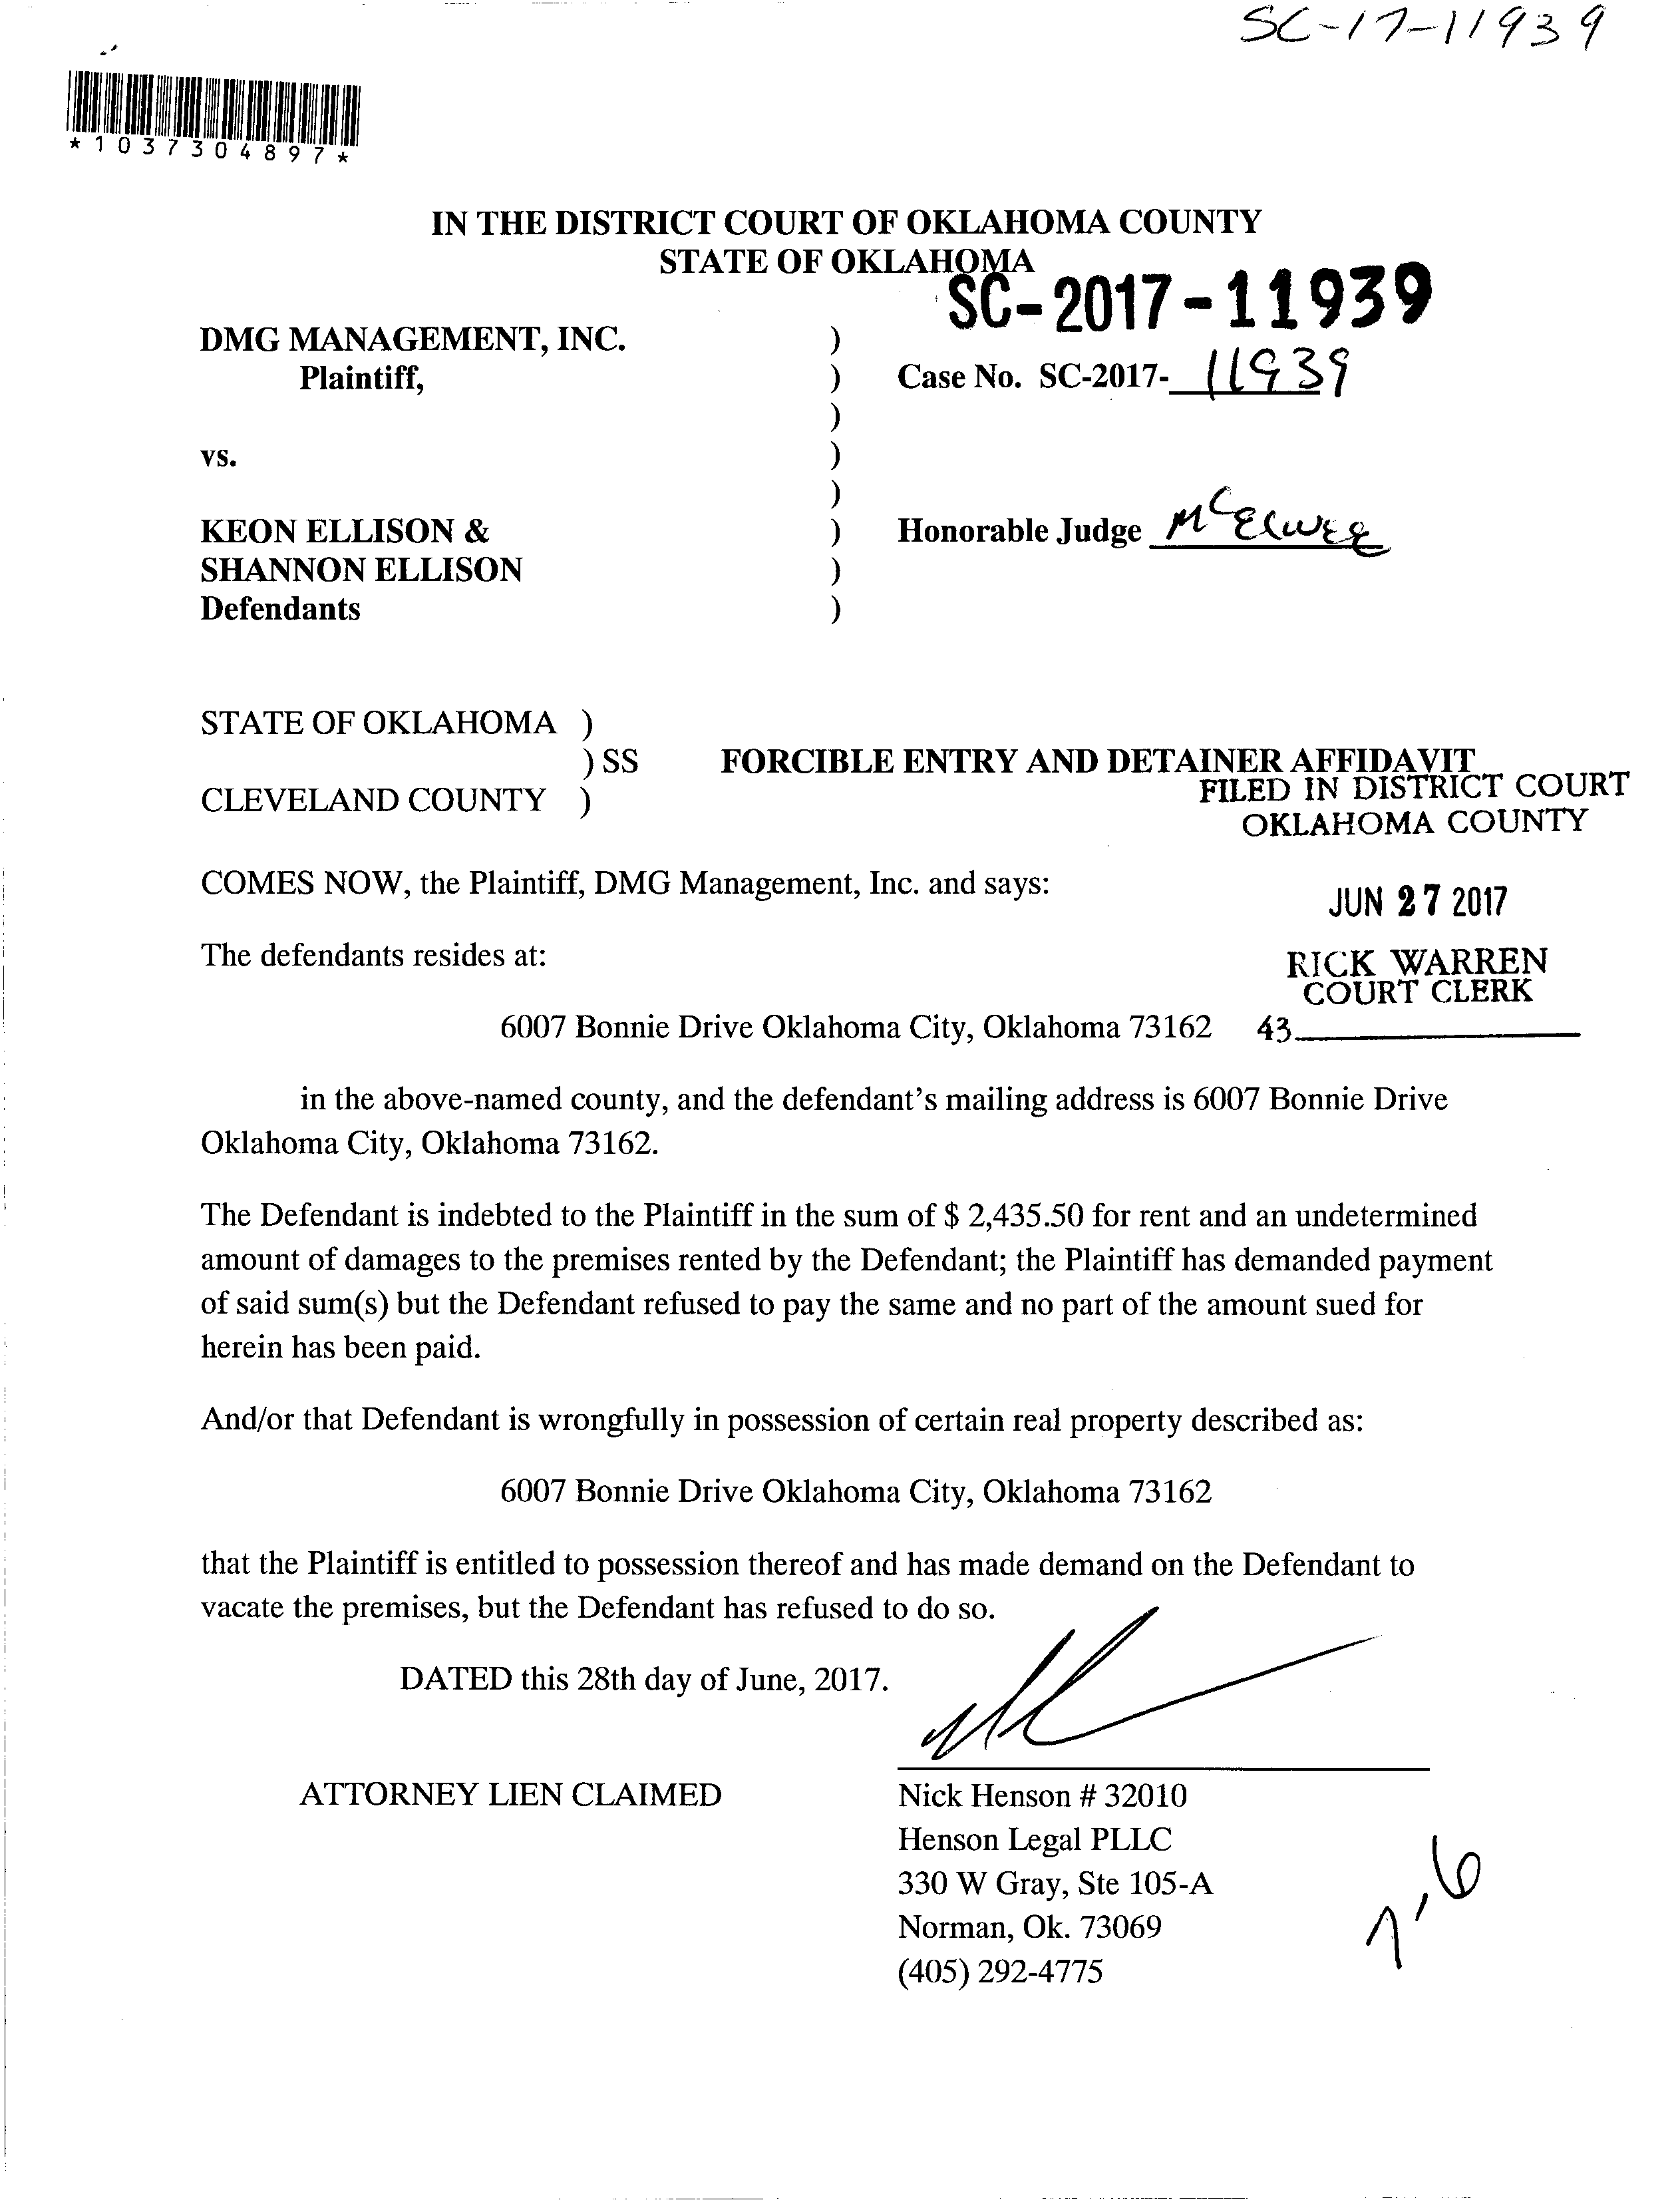 SC-17-11939
*1037304897*
IN THE DISTRICT COURT OF OKLAHOMA COUNTY
STATE OF OKLAHOMA
SC-2017-11939
DMG MANAGEMENT, INC. )
Plaintiff, ) Case No. SC-2017-11939
)
vs. )
)
KEON ELLISON & ) Honorable Judge McElwee
SHANNON ELLISON )
Defendants )
STATE OF OKLAHOMA )
) SS FORCIBLE ENTRY AND DETAINER AFFIDAVIT
CLEVELAND COUNTY )
FILED IN DISTRICT COURT
OKLAHOMA COUNTY
COMES NOW, the Plaintiff, DMG Management, Inc. and says:
JUN 27 2017
The defendants resides at:
RICK WARREN
COURT CLERK
6007 Bonnie Drive Oklahoma City, Oklahoma 73162
43
in the above-named county, and the defendant's mailing address is 6007 Bonnie Drive
Oklahoma City, Oklahoma 73162.
The Defendant is indebted to the Plaintiff in the sum of $ 2,435.50 for rent and an undetermined
amount of damages to the premises rented by the Defendant; the Plaintiff has demanded payment
of said sum(s) but the Defendant refused to pay the same and no part of the amount sued for
herein has been paid.
And/or that Defendant is wrongfully in possession of certain real property described as:
6007 Bonnie Drive Oklahoma City, Oklahoma 73162
that the Plaintiff is entitled to possession thereof and has made demand on the Defendant to
vacate the premises, but the Defendant has refused to do so.
DATED this 28th day of June, 2017.
ATTORNEY LIEN CLAIMED
Nick Henson # 32010
Henson Legal PLLC
330 W Gray, Ste 105-A
Norman, Ok. 73069
(405) 292-4775
7-6